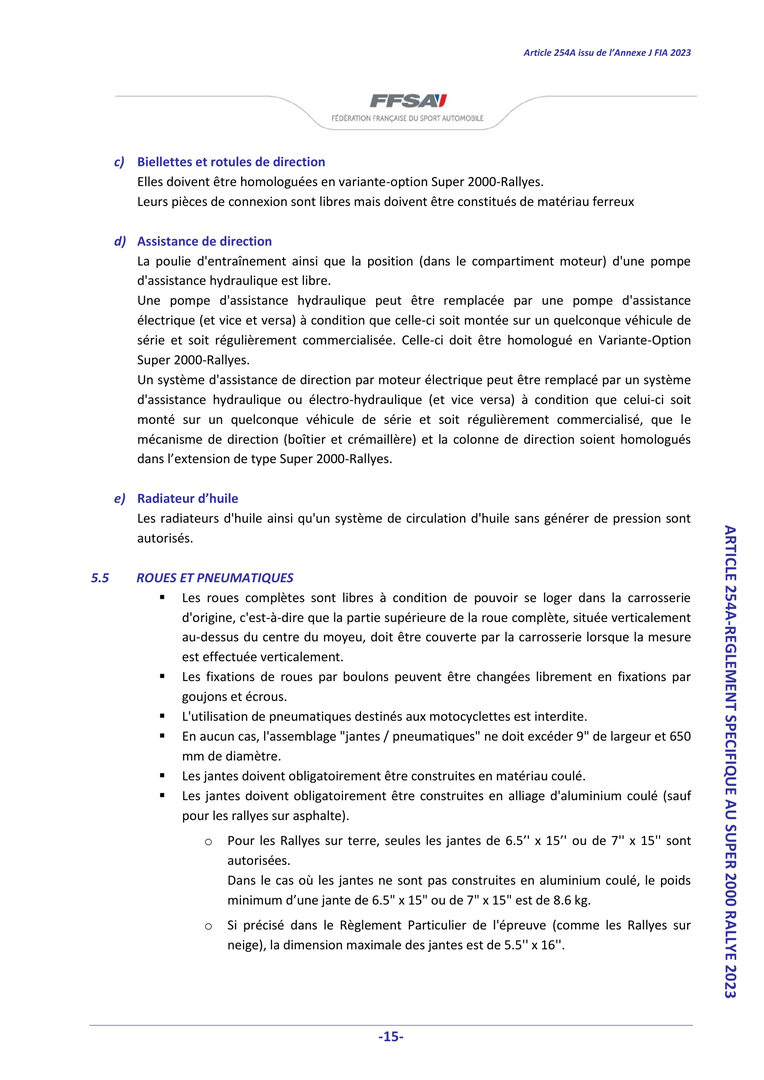 Article 254A issu de l’Annexe J FIA 2023
FFSA
FÉDÉRATION FRANÇAISE DU SPORT AUTOMOBILE
c) Biellettes et rotules de direction
Elles doivent être homologuées en variante-option Super 2000-Rallyes.
Leurs pièces de connexion sont libres mais doivent être constitués de matériau ferreux
d) Assistance de direction
La poulie d'entraînement ainsi que la position (dans le compartiment moteur) d'une pompe
d'assistance hydraulique est libre.
Une pompe d'assistance hydraulique peut être remplacée par une pompe d'assistance
électrique (et vice et versa) à condition que celle-ci soit montée sur un quelconque véhicule de
série et soit régulièrement commercialisée. Celle-ci doit être homologué en Variante-Option
Super 2000-Rallyes.
Un système d'assistance de direction par moteur électrique peut être remplacé par un système
d'assistance hydraulique ou électro-hydraulique (et vice versa) à condition que celui-ci soit
monté sur un quelconque véhicule de série et soit régulièrement commercialisé, que le
mécanisme de direction (boîtier et crémaillère) et la colonne de direction soient homologués
dans l’extension de type Super 2000-Rallyes.
e) Radiateur d’huile
Les radiateurs d'huile ainsi qu'un système de circulation d'huile sans générer de pression sont
autorisés.
5.5 ROUES ET PNEUMATIQUES
▪ Les roues complètes sont libres à condition de pouvoir se loger dans la carrosserie
d'origine, c'est-à-dire que la partie supérieure de la roue complète, située verticalement
au-dessus du centre du moyeu, doit être couverte par la carrosserie lorsque la mesure
est effectuée verticalement.
▪ Les fixations de roues par boulons peuvent être changées librement en fixations par
goujons et écrous.
▪ L'utilisation de pneumatiques destinés aux motocyclettes est interdite.
▪ En aucun cas, l'assemblage "jantes / pneumatiques" ne doit excéder 9" de largeur et 650
mm de diamètre.
▪ Les jantes doivent obligatoirement être construites en matériau coulé.
▪ Les jantes doivent obligatoirement être construites en alliage d'aluminium coulé (sauf
pour les rallyes sur asphalte).
o Pour les Rallyes sur terre, seules les jantes de 6.5’’ x 15’’ ou de 7'' x 15'' sont
autorisées.
Dans le cas où les jantes ne sont pas construites en aluminium coulé, le poids
minimum d’une jante de 6.5" x 15" ou de 7" x 15" est de 8.6 kg.
o Si précisé dans le Règlement Particulier de l'épreuve (comme les Rallyes sur
neige), la dimension maximale des jantes est de 5.5'' x 16''.
ARTICLE 254A-REGLEMENT SPECIFIQUE AU SUPER 2000 RALLYE 2023
-15-